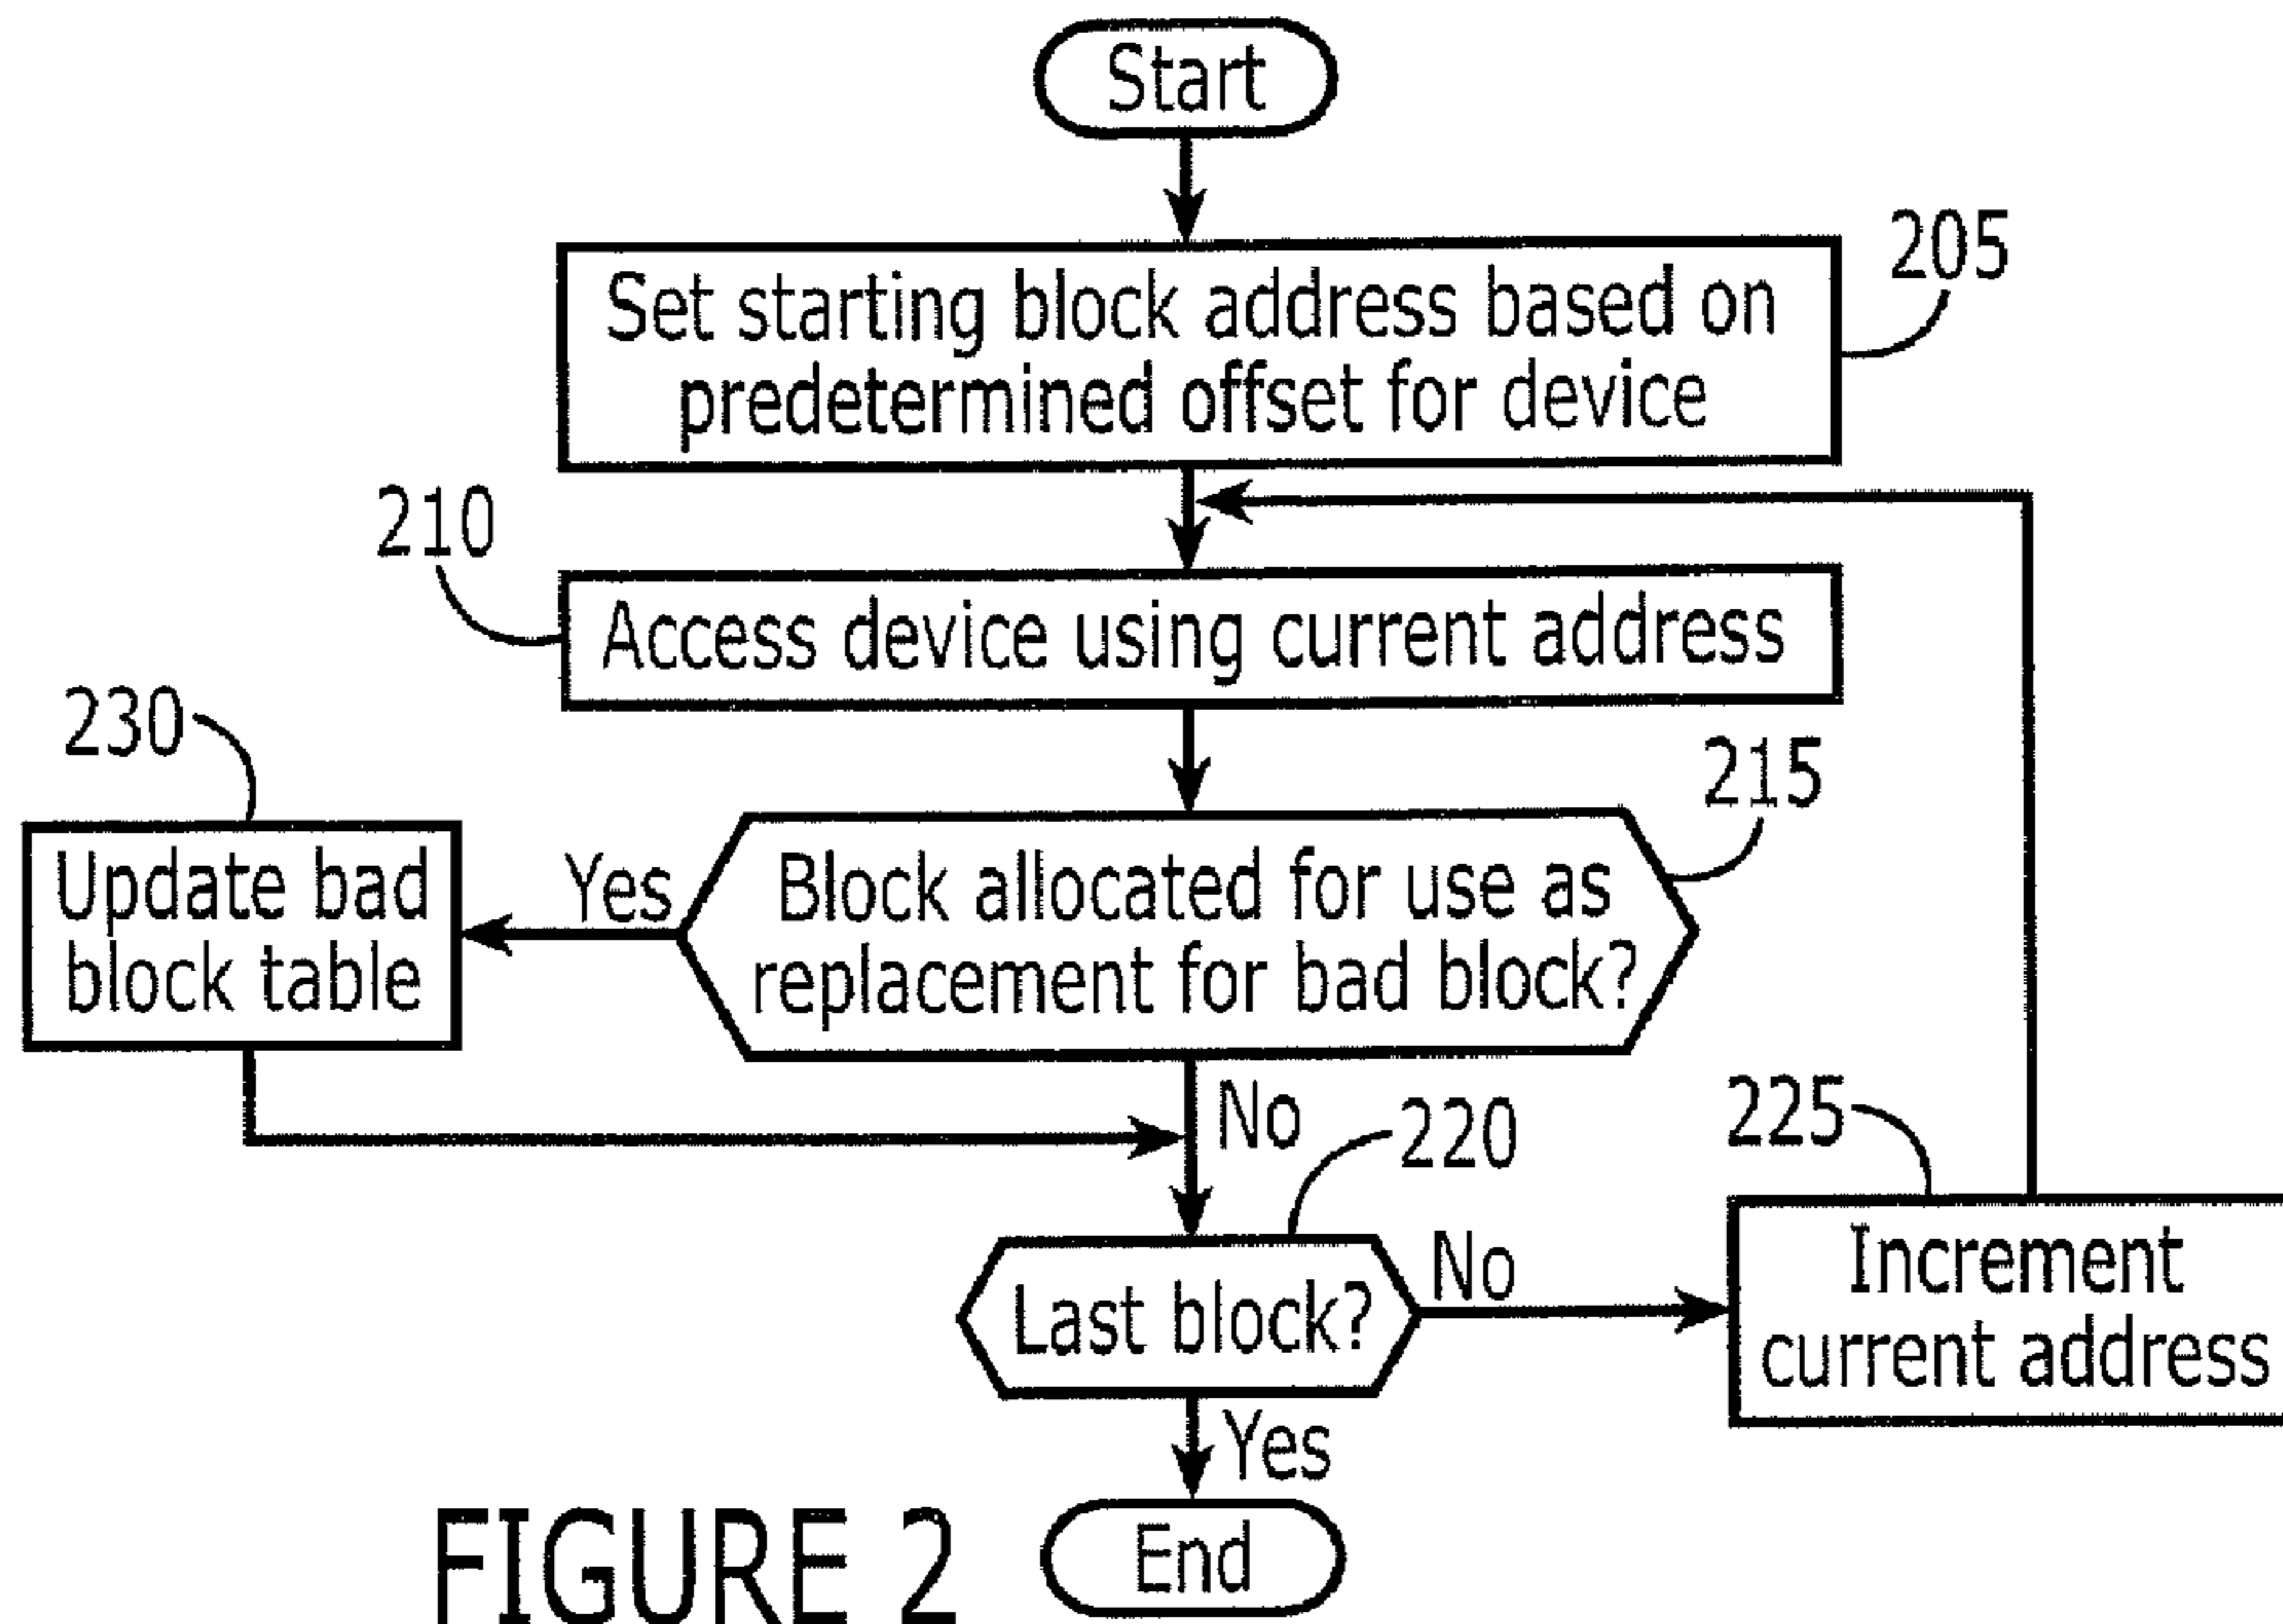 Start
205
Set starting block address based on
predetermined offset for device
210
Access device using current address
230
215
Update bad
block table
Yes
Block allocated for use as
replacement for bad block?
No
220
225
Last block?
No
Increment
current address
Yes
End
FIGURE 2